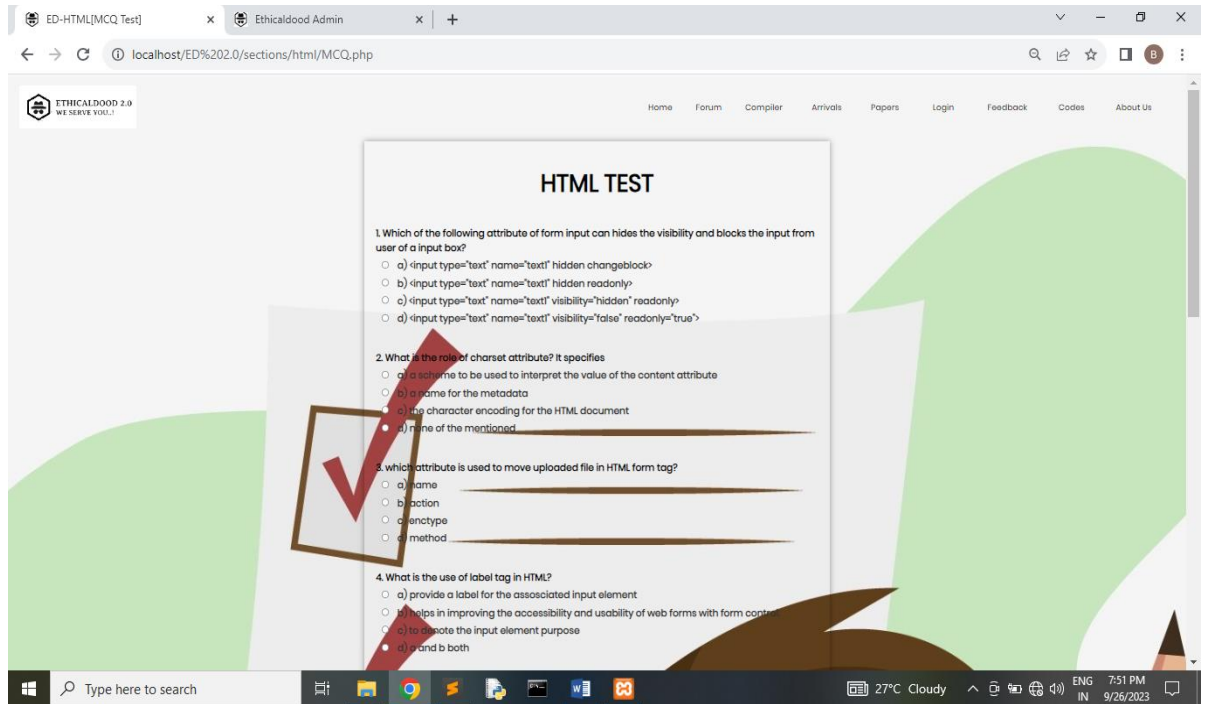 ED-HTML[MCQ Test]
Ethicaldood Admin
localhost/ED%202.0/sections/html/MCQ.php
B
ETHICALDOOD 2.0
WE SERVE YOU..!
Home Forum Compiler Arrivals Papers Login Feedback Codes About Us
HTML TEST
1. Which of the following attribute of form input can hides the visibility and blocks the input from
user of a input box?
a) <input type="text" name="text1" hidden changeblock>
b) <input type="text" name="text1" hidden readonly>
c) <input type="text" name="text1" visibility="hidden" readonly>
d) <input type="text" name="text1" visibility="false" readonly="true">
2. What is the role of charset attribute? It specifies
a) a scheme to be used to interpret the value of the content attribute
b) a name for the metadata
c) the character encoding for the HTML document
d) none of the mentioned
3. which attribute is used to move uploaded file in HTML form tag?
a) name
b) action
c) enctype
d) method
4. What is the use of label tag in HTML?
a) provide a label for the assosciated input element
b) helps in improving the accessibility and usability of web forms with form control
c) to denote the input element purpose
d) a and b both
Type here to search
27°C Cloudy
ENG
IN
7:51 PM
9/26/2023